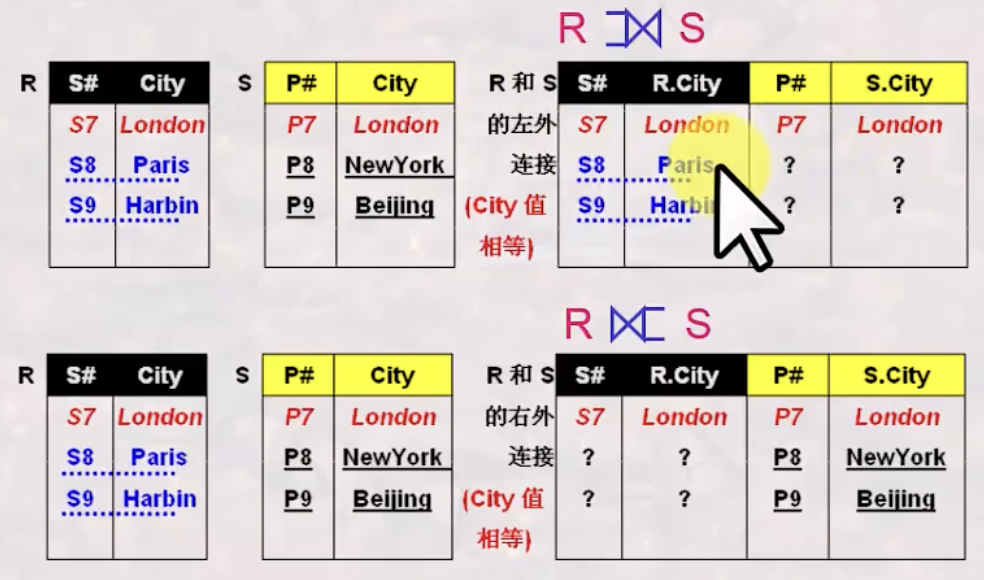 R ⟕ S
R S# City S P# City R 和 S S# R.City P# S.City
S7 London P7 London 的左外 S7 London P7 London
S8 Paris P8 NewYork 连接 S8 Paris ? ?
S9 Harbin P9 Beijing (City 值 S9 Harbin ? ?
相等)
R ⟖ S
R S# City S P# City R 和 S S# R.City P# S.City
S7 London P7 London 的右外 S7 London P7 London
S8 Paris P8 NewYork 连接 ? ? P8 NewYork
S9 Harbin P9 Beijing (City 值 ? ? P9 Beijing
相等)